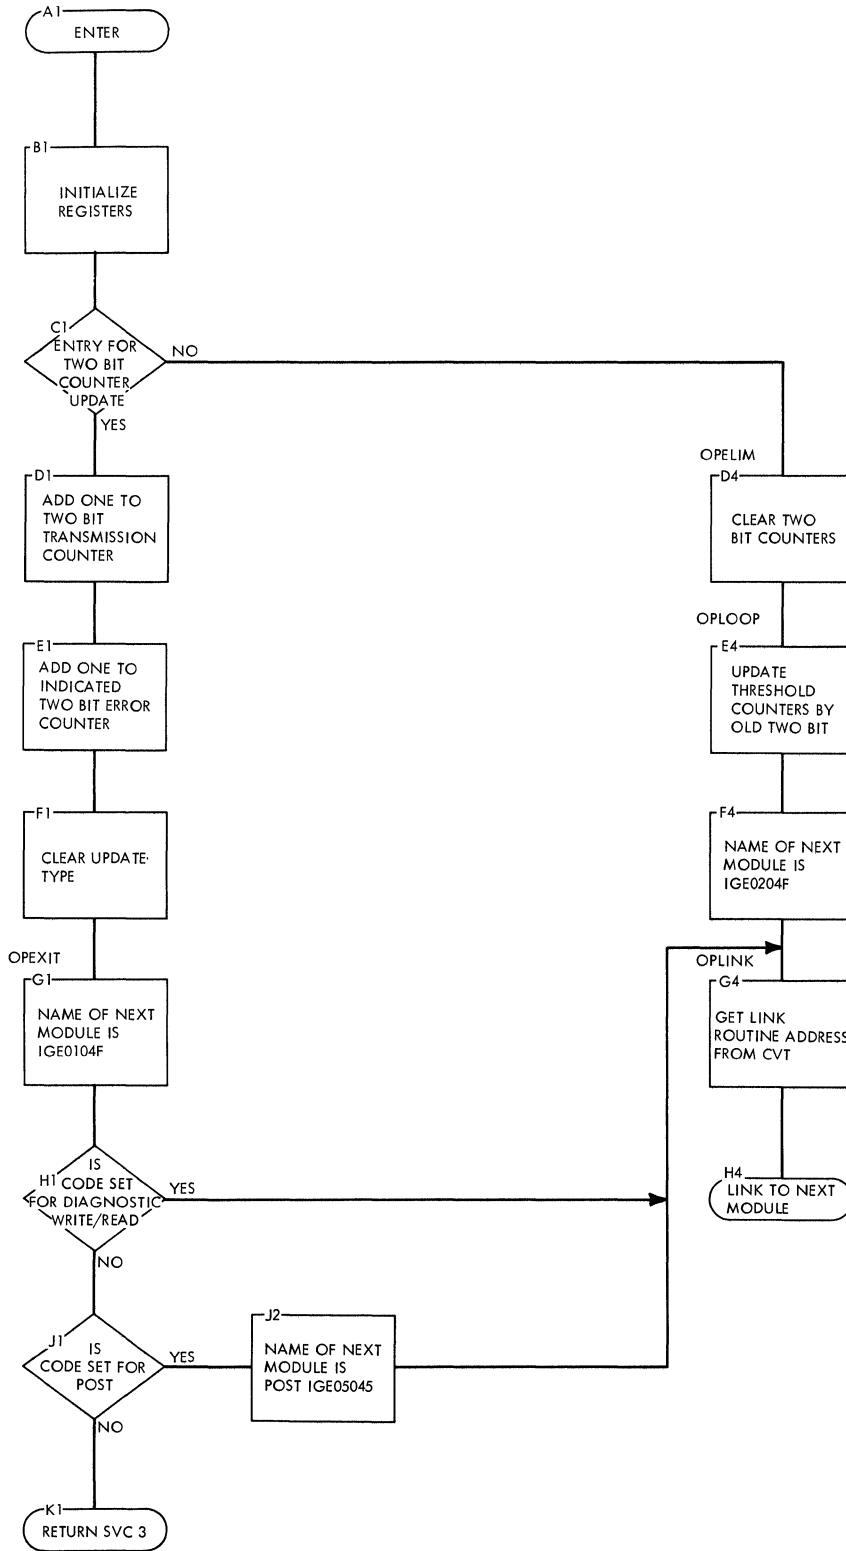 A1
ENTER
B1
INITIALIZE
REGISTERS
C1
ENTRY FOR
TWO BIT
COUNTER
UPDATE
NO
YES
D1
ADD ONE TO
TWO BIT
TRANSMISSION
COUNTER
OPELIM
D4
CLEAR TWO
BIT COUNTERS
E1
ADD ONE TO
INDICATED
TWO BIT ERROR
COUNTER
OPLOOP
E4
UPDATE
THRESHOLD
COUNTERS BY
OLD TWO BIT
F1
CLEAR UPDATE-
TYPE
F4
NAME OF NEXT
MODULE IS
IGE0204F
OPEXIT
G1
NAME OF NEXT
MODULE IS
IGE0104F
OPLINK
G4
GET LINK
ROUTINE ADDRESS
FROM CVT
H1
IS
CODE SET
FOR DIAGNOSTIC
WRITE/READ
YES
NO
H4
LINK TO NEXT
MODULE
J1
IS
CODE SET FOR
POST
YES
NO
J2
NAME OF NEXT
MODULE IS
POST IGE05045
K1
RETURN SVC 3